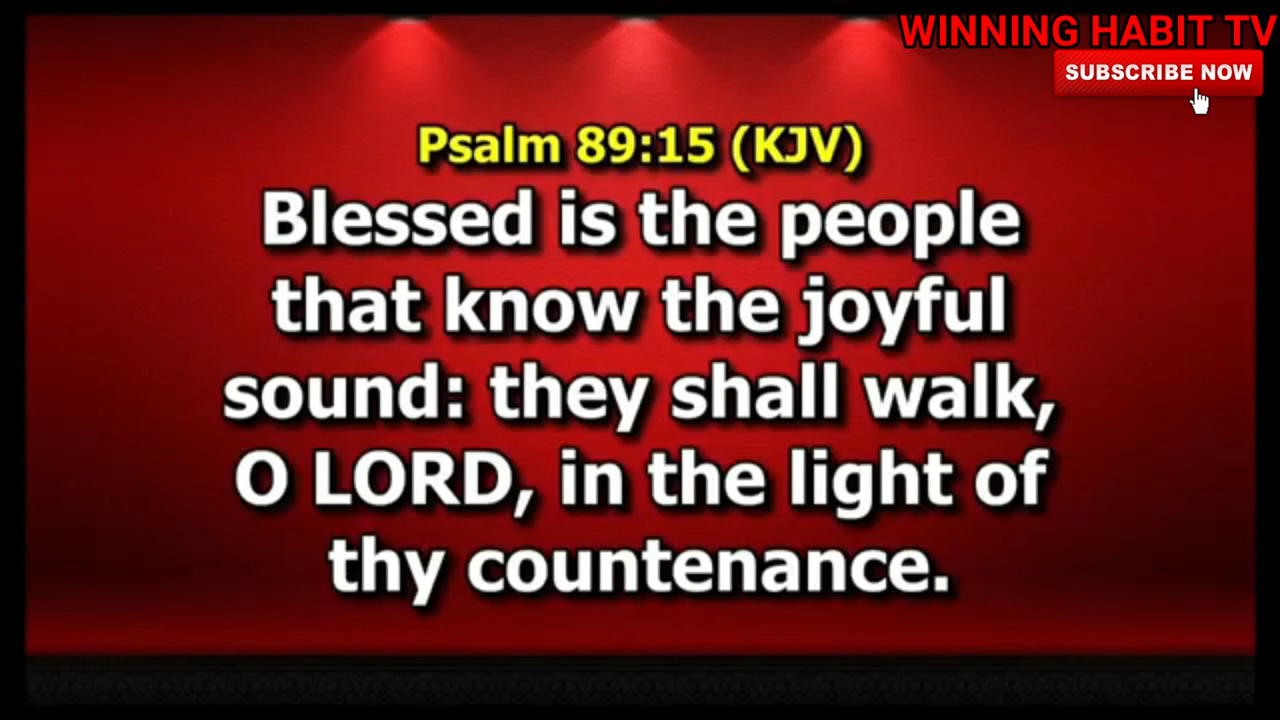 WINNING HABIT TV
SUBSCRIBE NOW
Psalm 89:15 (KJV)
Blessed is the people
that know the joyful
sound: they shall walk,
O LORD, in the light of
thy countenance.